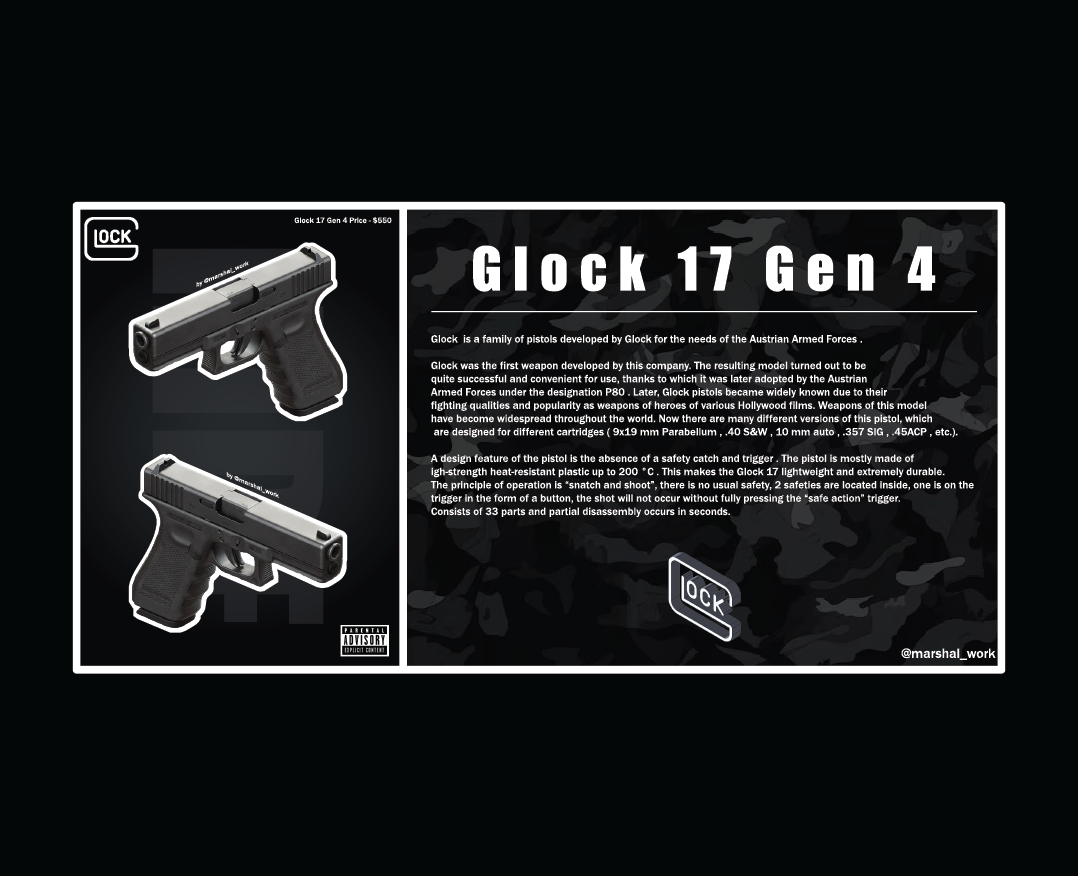 GLOCK
Glock 17 Gen 4 Price - $550
by @marshal_work
by @marshal_work
PARENTAL
ADVISORY
EXPLICIT CONTENT
Glock 17 Gen 4
Glock is a family of pistols developed by Glock for the needs of the Austrian Armed Forces .
Glock was the first weapon developed by this company. The resulting model turned out to be
quite successful and convenient for use, thanks to which it was later adopted by the Austrian
Armed Forces under the designation P80 . Later, Glock pistols became widely known due to their
fighting qualities and popularity as weapons of heroes of various Hollywood films. Weapons of this model
have become widespread throughout the world. Now there are many different versions of this pistol, which
are designed for different cartridges ( 9x19 mm Parabellum , .40 S&W , 10 mm auto , .357 SIG , .45ACP , etc.).
A design feature of the pistol is the absence of a safety catch and trigger . The pistol is mostly made of
igh-strength heat-resistant plastic up to 200 °C . This makes the Glock 17 lightweight and extremely durable.
The principle of operation is “snatch and shoot”, there is no usual safety, 2 safeties are located inside, one is on the
trigger in the form of a button, the shot will not occur without fully pressing the “safe action” trigger.
Consists of 33 parts and partial disassembly occurs in seconds.
GLOCK
@marshal_work